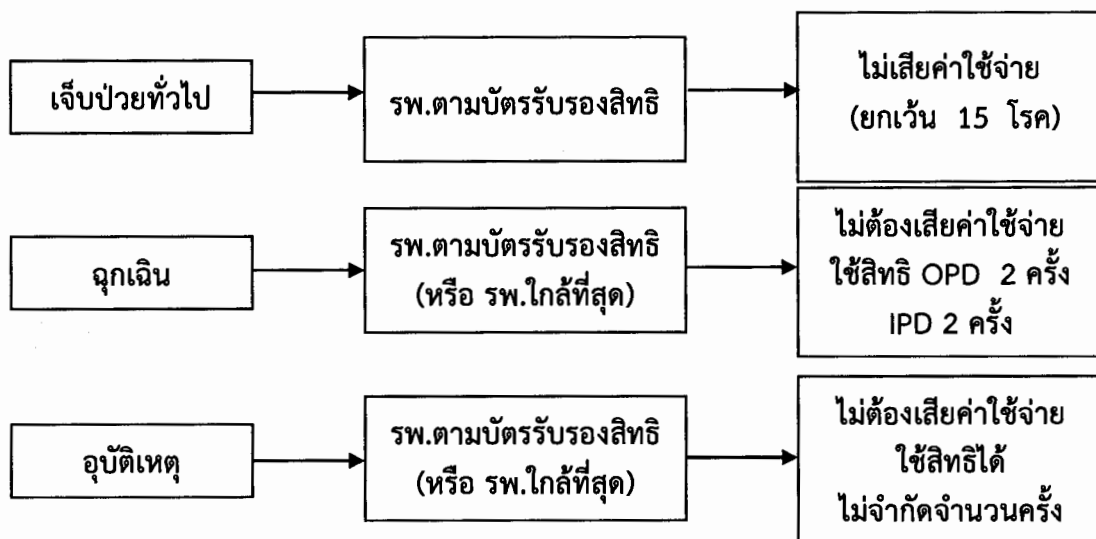 เจ็บป่วยทั่วไป
รพ.ตามบัตรรับรองสิทธิ
ไม่เสียค่าใช้จ่าย
(ยกเว้น 15 โรค)
ฉุกเฉิน
รพ.ตามบัตรรับรองสิทธิ
(หรือ รพ.ใกล้ที่สุด)
ไม่ต้องเสียค่าใช้จ่าย
ใช้สิทธิ OPD 2 ครั้ง
IPD 2 ครั้ง
อุบัติเหตุ
รพ.ตามบัตรรับรองสิทธิ
(หรือ รพ.ใกล้ที่สุด)
ไม่ต้องเสียค่าใช้จ่าย
ใช้สิทธิได้
ไม่จำกัดจำนวนครั้ง